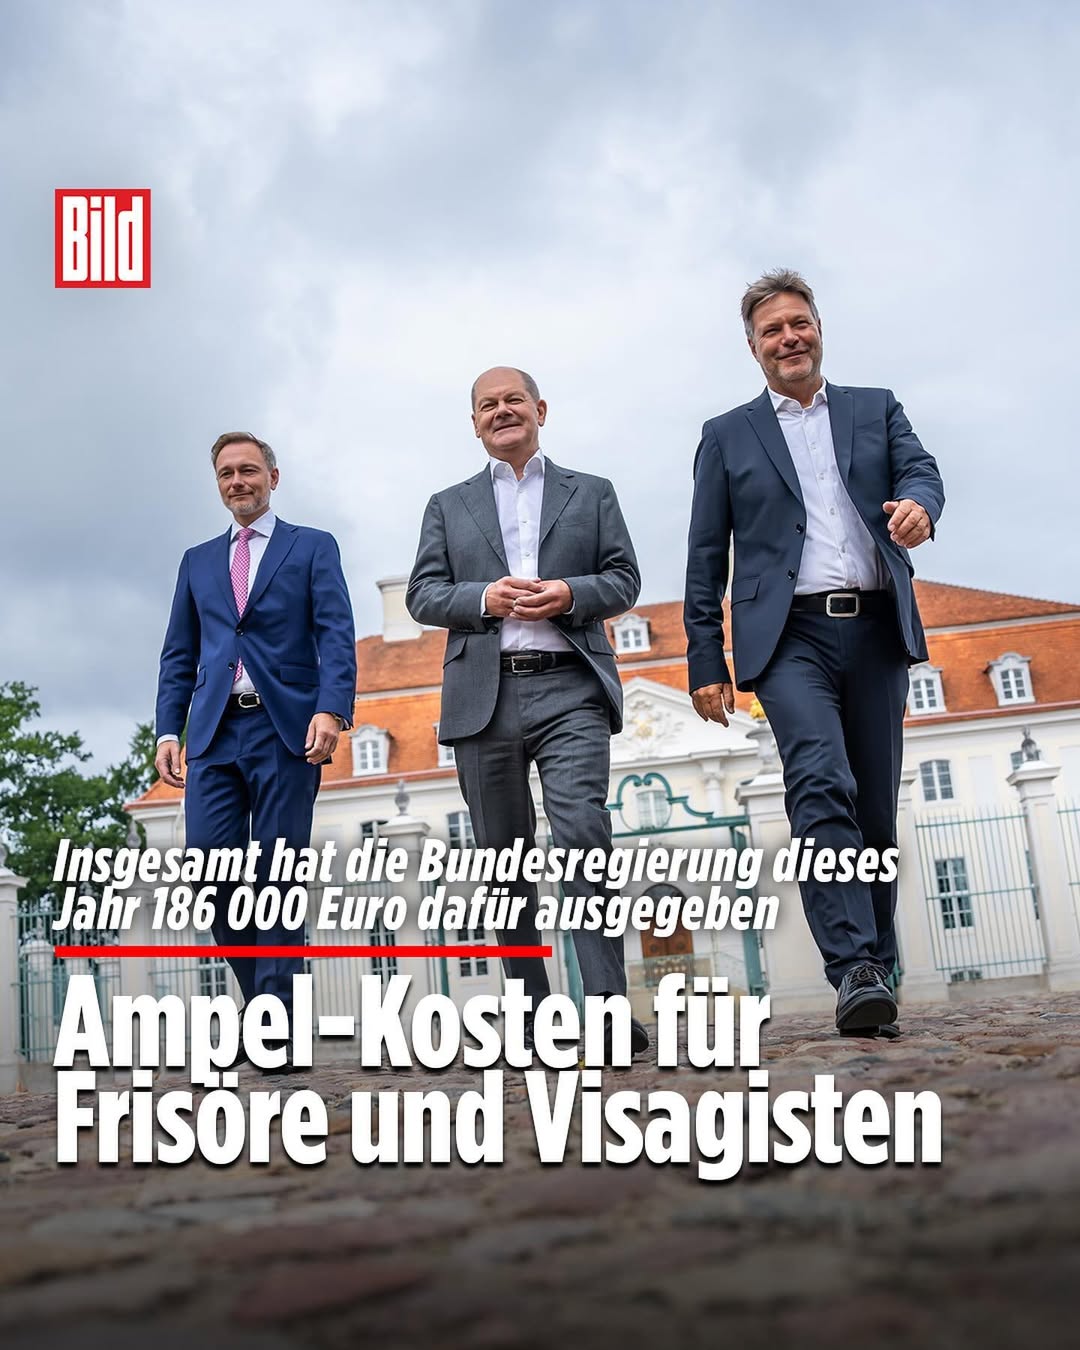 Bild
Insgesamt hat die Bundesregierung dieses
Jahr 186 000 Euro dafür ausgegeben
Ampel-Kosten für
Frisöre und Visagisten